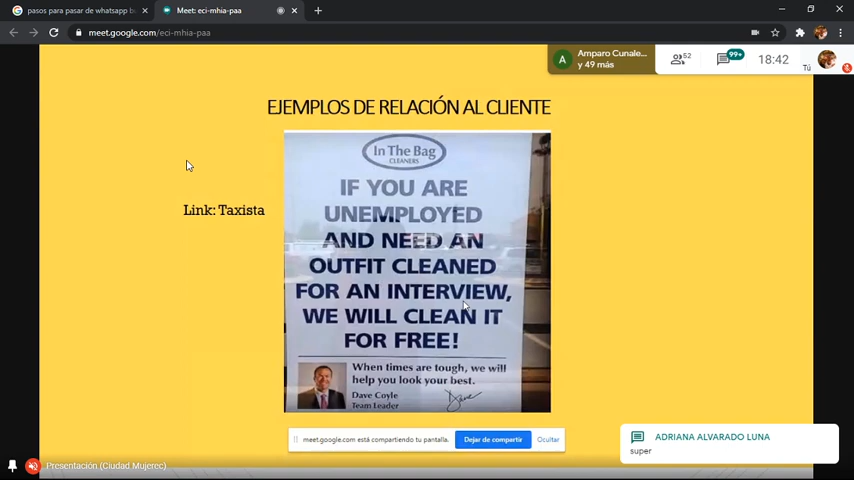 pasos para pasar de whatsapp bu
Meet: eci-mhia-paa
meet.google.com/eci-mhia-paa
A
Amparo Cunale...
y 49 más
52
99+
18:42
Tú
EJEMPLOS DE RELACIÓN AL CLIENTE
Link: Taxista
In The Bag
CLEANERS
IF YOU ARE
UNEMPLOYED
AND NEED AN
OUTFIT CLEANED
FOR AN INTERVIEW,
WE WILL CLEAN IT
FOR FREE!
When times are tough, we will
help you look your best.
Dave Coyle
Team Leader
Dave
meet.google.com está compartiendo tu pantalla.
Dejar de compartir
Ocultar
ADRIANA ALVARADO LUNA
super
Presentación (Ciudad Mujerec)